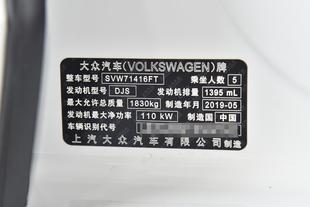 大众汽车(VOLKSWAGEN)牌
整车型号 SVW71416FT 乘坐人数 5
发动机型号 DJS 发动机排量 1395 mL
最大允许总质量 1830kg 制造年月 2019-05
发动机最大净功率 110 kW 制造国 中国
车辆识别代号
上汽大众汽车有限公司制造